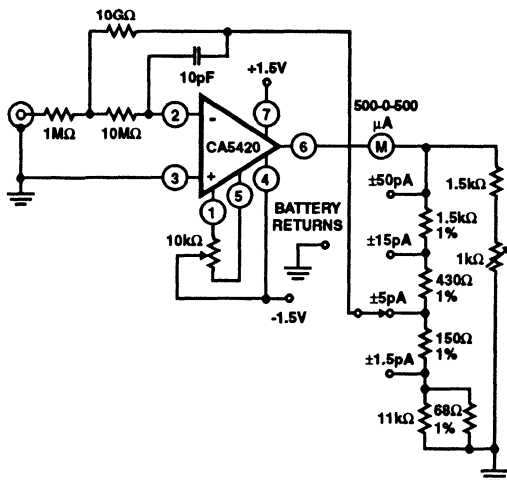 10GΩ
10pF
+1.5V
500-0-500
μA
1MΩ
10MΩ
2
-
7
CA5420
6
M
3
+
4
5
1
BATTERY
RETURNS
10kΩ
-1.5V
±50pA
1.5kΩ
1.5kΩ
1%
±15pA
1kΩ
430Ω
1%
±5pA
150Ω
1%
±1.5pA
11kΩ
68Ω
1%